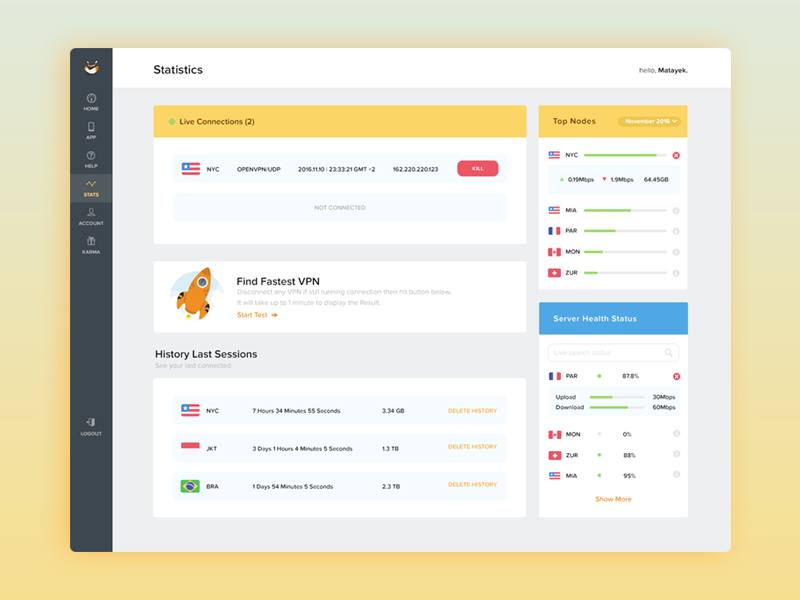 Statistics
hello, Matayek.
HOME
APP
HELP
STATS
ACCOUNT
KARMA
LOGOUT
Live Connections (2)
NYC OPENVPN/UDP 2016.11.10 | 23:33:21 GMT +2 162.220.220.123 KILL
NOT CONNECTED
Find Fastest VPN
Disconnect any VPN if still running connection then hit button below.
It will take up to 1 minute to display the Result.
Start Test
History Last Sessions
See your last connected
NYC 7 Hours 34 Minutes 55 Seconds 3.34 GB DELETE HISTORY
JKT 3 Days 1 Hours 4 Minutes 5 Seconds 1.3 TB DELETE HISTORY
BRA 1 Days 54 Minutes 5 Seconds 2.3 TB DELETE HISTORY
Top Nodes November 2016
NYC
0.19Mbps 1.9Mbps 64.45GB
MIA
PAR
MON
ZUR
Server Health Status
Live search status
PAR 87.8%
Upload 30Mbps
Download 60Mbps
MON 0%
ZUR 88%
MIA 95%
Show More